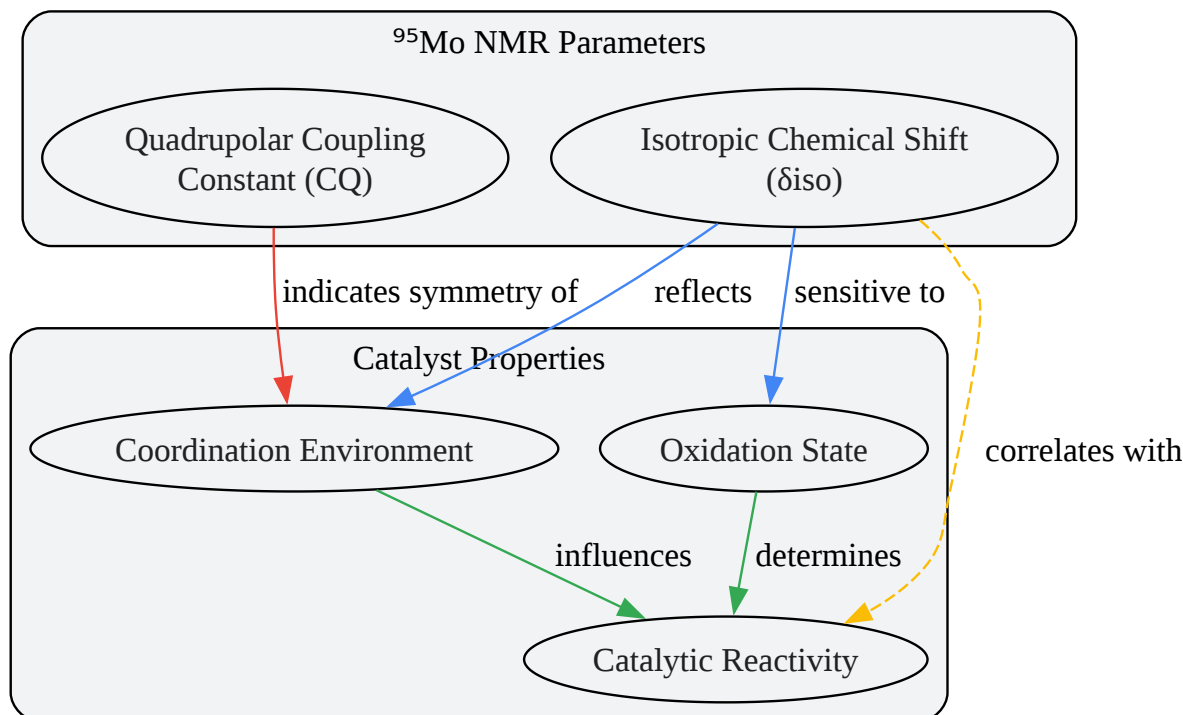 ⁹⁵Mo NMR Parameters
Quadrupolar Coupling
Constant (CQ)
Isotropic Chemical Shift
(δiso)
indicates symmetry of
reflects
sensitive to
Catalyst Properties
Coordination Environment
Oxidation State
correlates with
influences
determines
Catalytic Reactivity